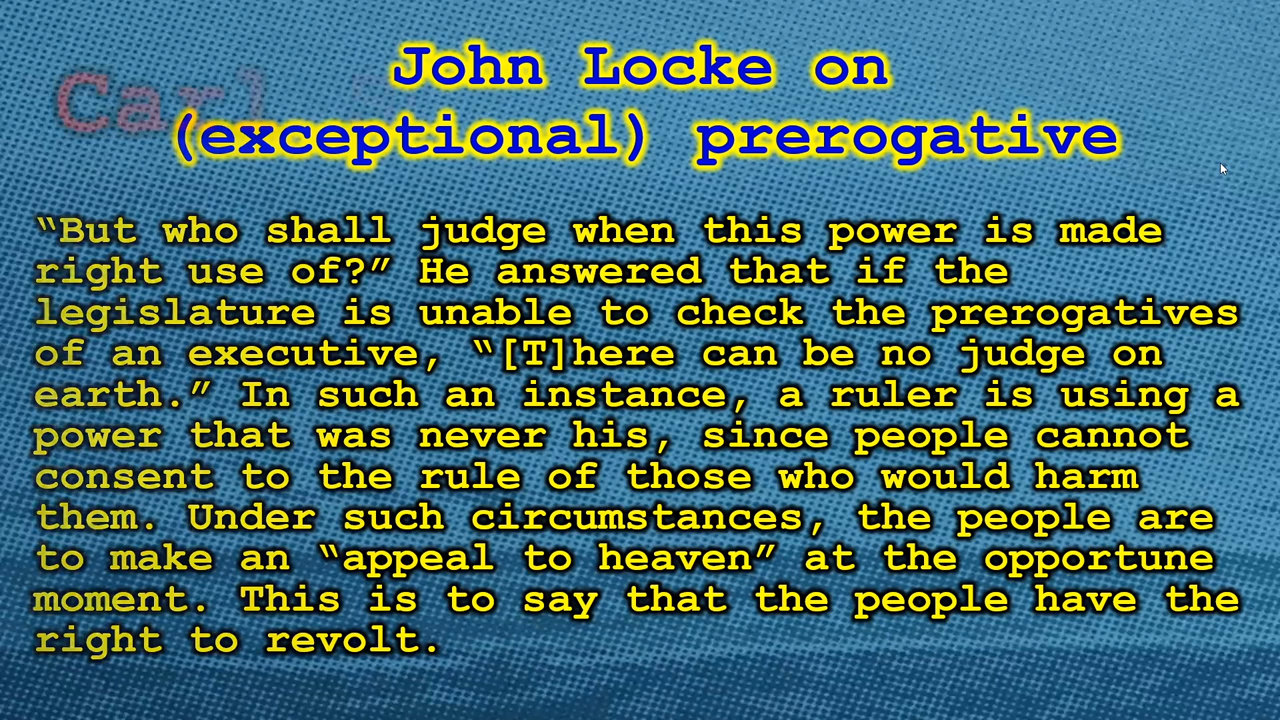 John Locke on
(exceptional) prerogative
“But who shall judge when this power is made
right use of?” He answered that if the
legislature is unable to check the prerogatives
of an executive, “[T]here can be no judge on
earth.” In such an instance, a ruler is using a
power that was never his, since people cannot
consent to the rule of those who would harm
them. Under such circumstances, the people are
to make an “appeal to heaven” at the opportune
moment. This is to say that the people have the
right to revolt.
Carl